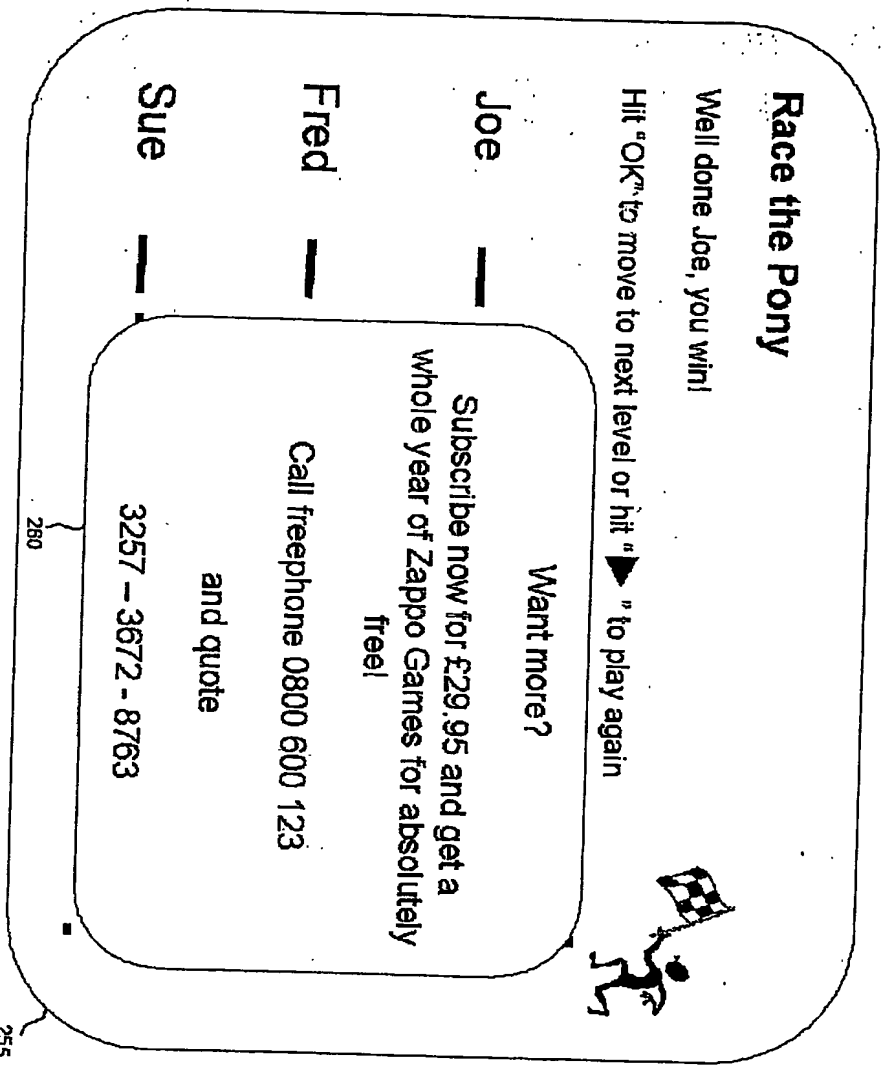 Race the Pony
Well done Joe, you win!
Hit "OK" to move to next level or hit "▶" to play again
Want more?
Subscribe now for £29.95 and get a
whole year of Zappo Games for absolutely
free!
Call freephone 0800 600 123
and quote
3257 – 3672 - 8763
Joe
Fred
Sue
260
255